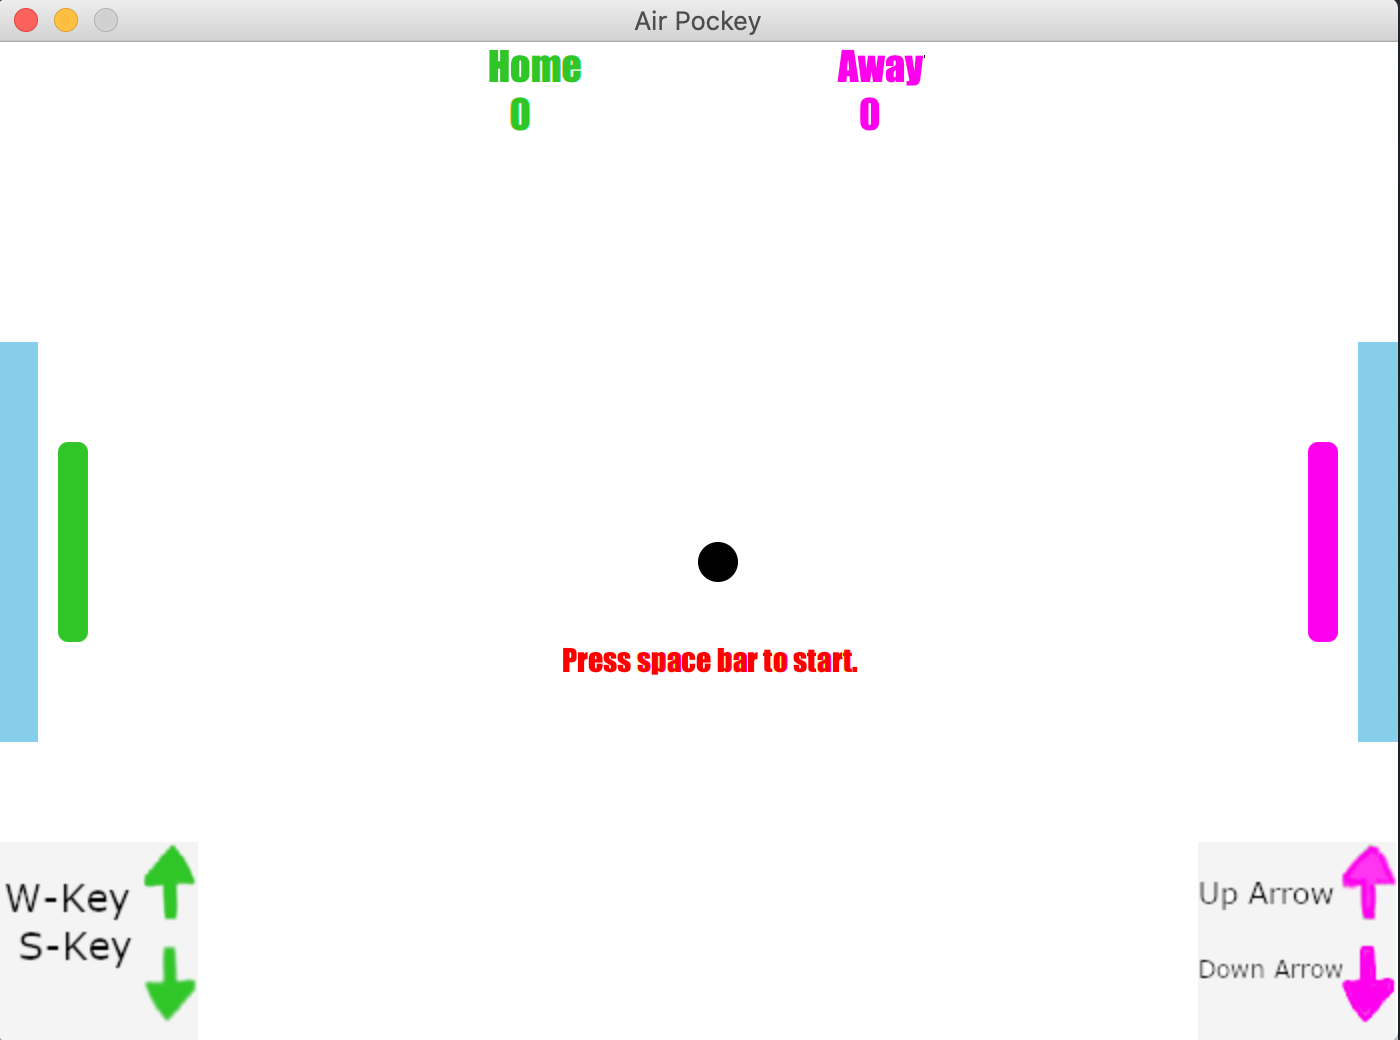 Air Pockey
Home
Away
0
0
Press space bar to start.
W-Key
S-Key
Up Arrow
Down Arrow